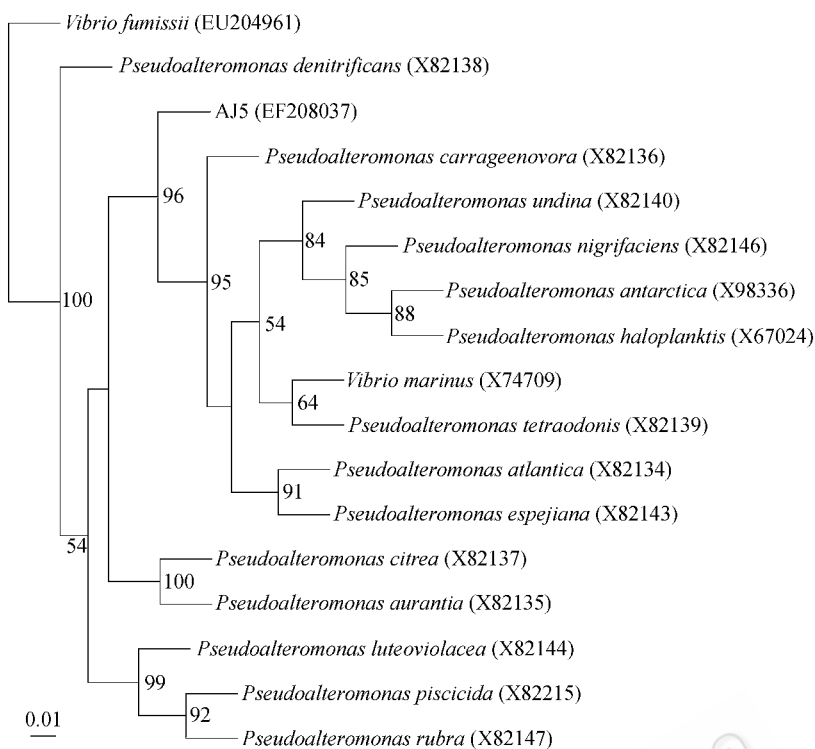 Vibrio fumissii (EU204961)
Pseudoalteromonas denitrificans (X82138)
AJ5 (EF208037)
Pseudoalteromonas carrageenovora (X82136)
96
Pseudoalteromonas undina (X82140)
84
Pseudoalteromonas nigrifaciens (X82146)
95
85
Pseudoalteromonas antarctica (X98336)
100
88
54
Pseudoalteromonas haloplanktis (X67024)
Vibrio marinus (X74709)
64
Pseudoalteromonas tetraodonis (X82139)
Pseudoalteromonas atlantica (X82134)
91
Pseudoalteromonas espejiana (X82143)
54
Pseudoalteromonas citrea (X82137)
100
Pseudoalteromonas aurantia (X82135)
Pseudoalteromonas luteoviolacea (X82144)
99
Pseudoalteromonas piscicida (X82215)
92
0.01
Pseudoalteromonas rubra (X82147)